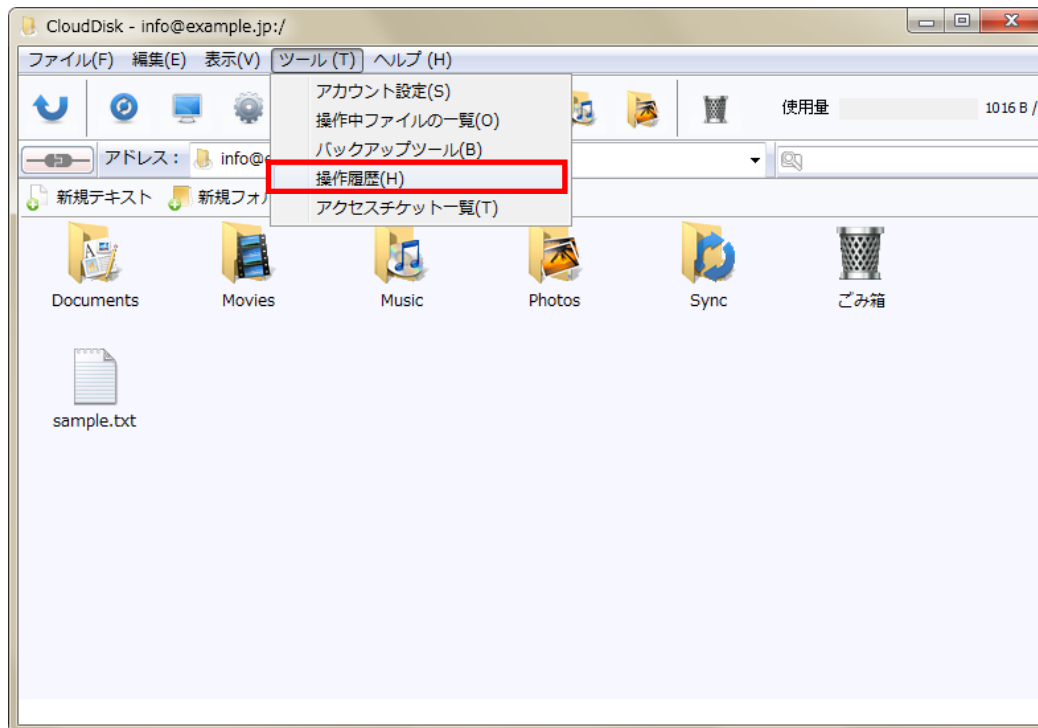 CloudDisk - info@example.jp:/
ファイル(F) 編集(E) 表示(V) ツール (T) ヘルプ (H)
アカウント設定(S)
操作中ファイルの一覧(O)
バックアップツール(B)
操作履歴(H)
アクセスチケット一覧(T)
使用量 1016 B /
アドレス： info@e
新規テキスト 新規フォル
Documents Movies Music Photos Sync ごみ箱
sample.txt